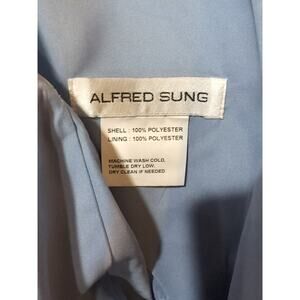 ALFRED SUNG
SHELL : 100% POLYESTER
LINING : 100% POLYESTER
MACHINE WASH COLD,
TUMBLE DRY LOW.
DRY CLEAN IF NEEDED